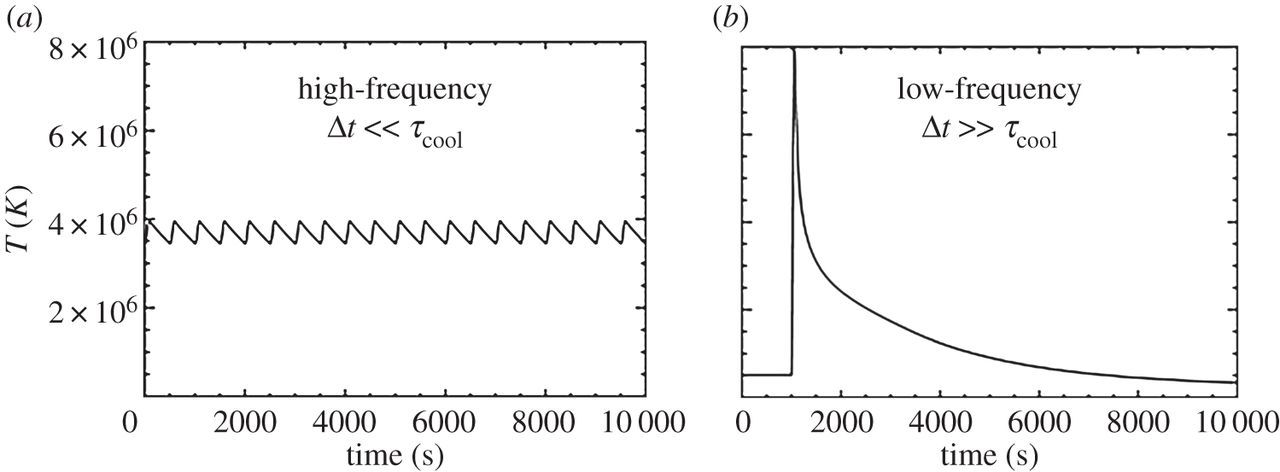 (a)
8 × 10⁶
6 × 10⁶
4 × 10⁶
2 × 10⁶
T (K)
high-frequency
Δt << τcool
0 2000 4000 6000 8000 10 000
time (s)
(b)
low-frequency
Δt >> τcool
0 2000 4000 6000 8000 10 000
time (s)